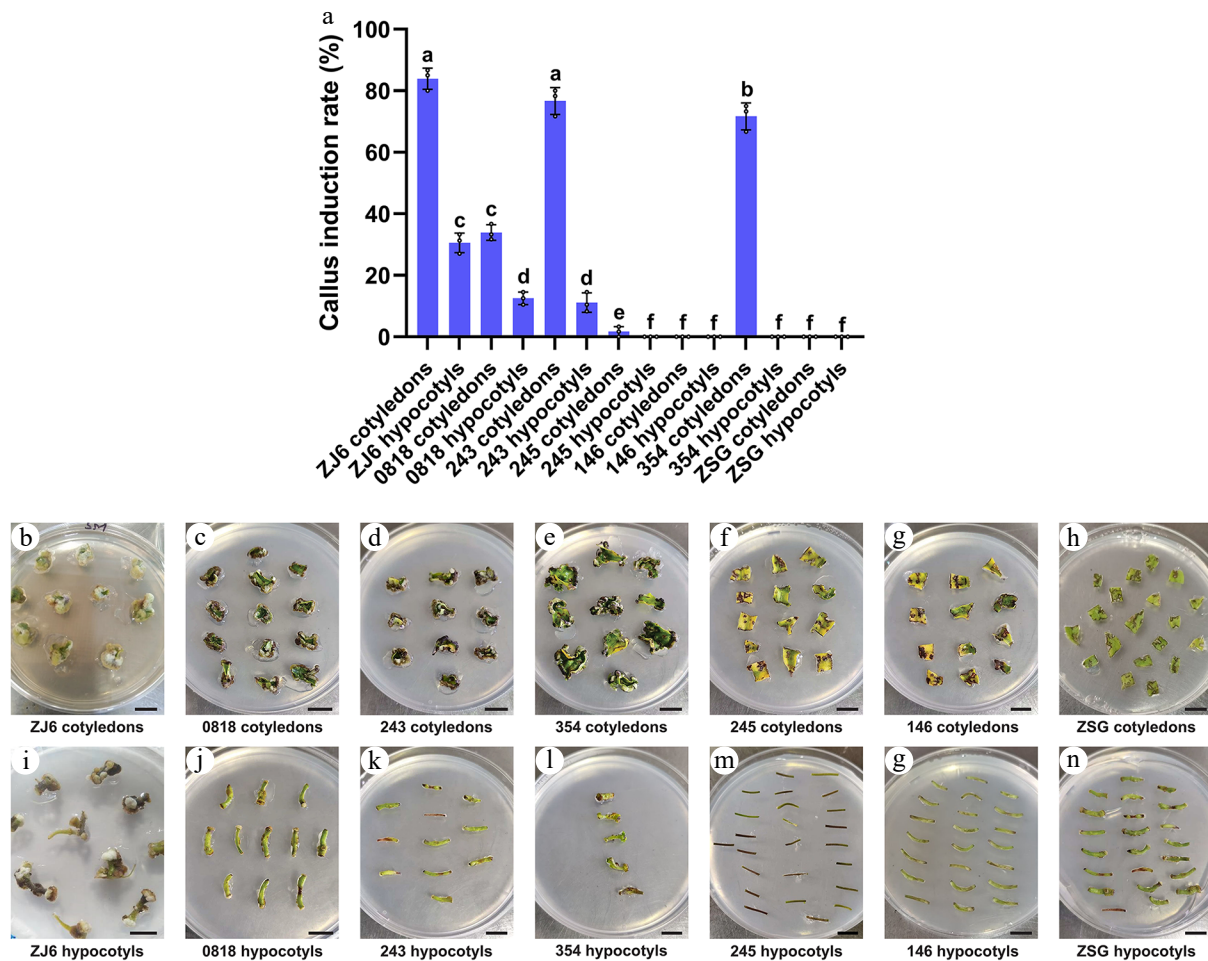 a
Callus induction rate (%)
100
80
60
40
20
0
a
c
c
d
a
d
e
f
f
f
b
f
f
f
ZJ6 cotyledons
ZJ6 hypocotyls
0818 cotyledons
0818 hypocotyls
243 cotyledons
243 hypocotyls
245 cotyledons
245 hypocotyls
146 cotyledons
146 hypocotyls
354 cotyledons
354 hypocotyls
ZSG cotyledons
ZSG hypocotyls
b c d e f g h
ZJ6 cotyledons 0818 cotyledons 243 cotyledons 354 cotyledons 245 cotyledons 146 cotyledons ZSG cotyledons
i j k l m g n
ZJ6 hypocotyls 0818 hypocotyls 243 hypocotyls 354 hypocotyls 245 hypocotyls 146 hypocotyls ZSG hypocotyls